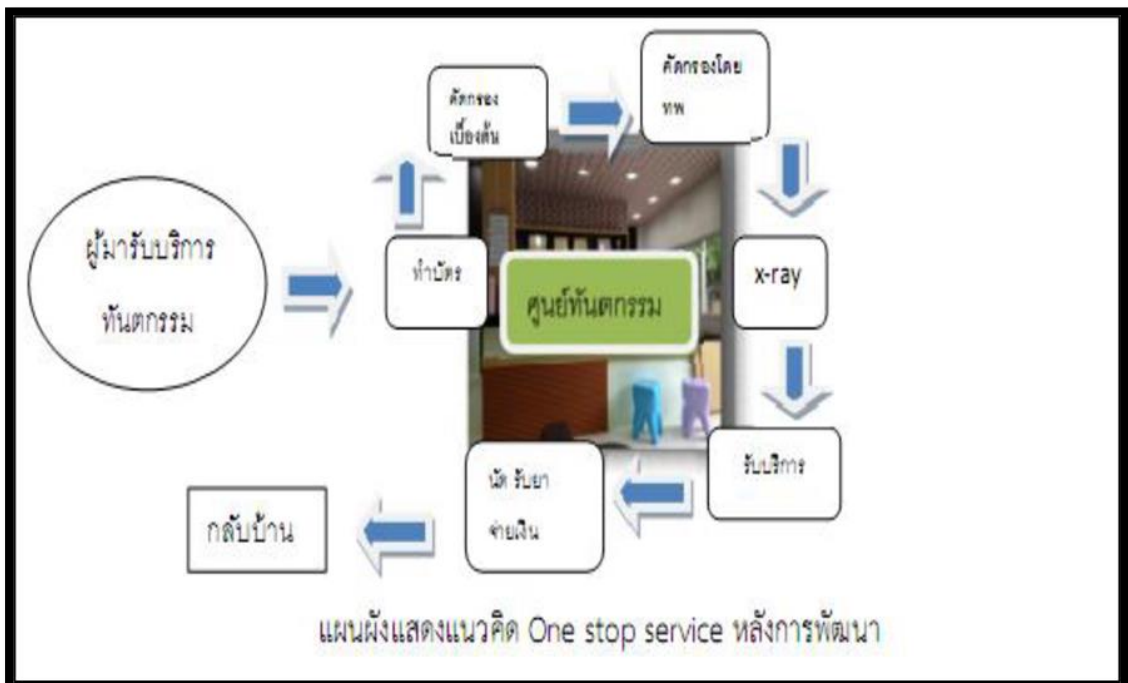 ผู้มารับบริการ
ทันตกรรม
ทำบัตร
คัดกรอง
เบื้องต้น
คัดกรองโดย
ทพ
x-ray
รับบริการ
นัด รับยา
จ่ายเงิน
กลับบ้าน
ศูนย์ทันตกรรม
แผนผังแสดงแนวคิด One stop service หลังการพัฒนา